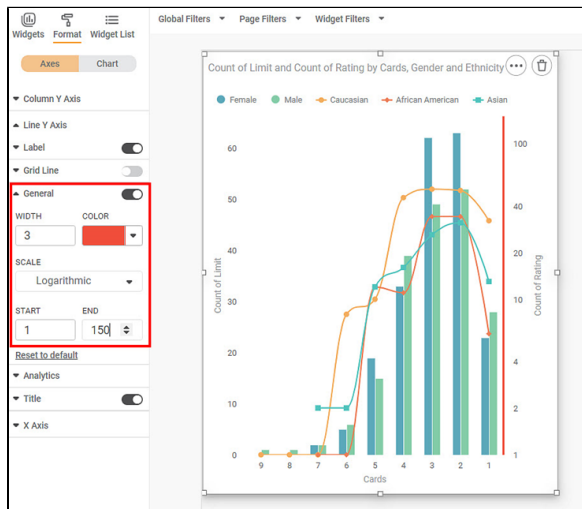 Global Filters Page Filters Widget Filters
Widgets Format Widget List
Axes Chart
Column Y Axis
Line Y Axis
Label
Grid Line
General
WIDTH COLOR
3
SCALE
Logarithmic
START END
1 150
Reset to default
Analytics
Title
X Axis
Count of Limit and Count of Rating by Cards, Gender and Ethnicity
Female Male Caucasian African American Asian
Count of Limit
60
50
40
30
20
10
0
9 8 7 6 5 4 3 2 1
Cards
100
40
20
10
4
2
1
Count of Rating